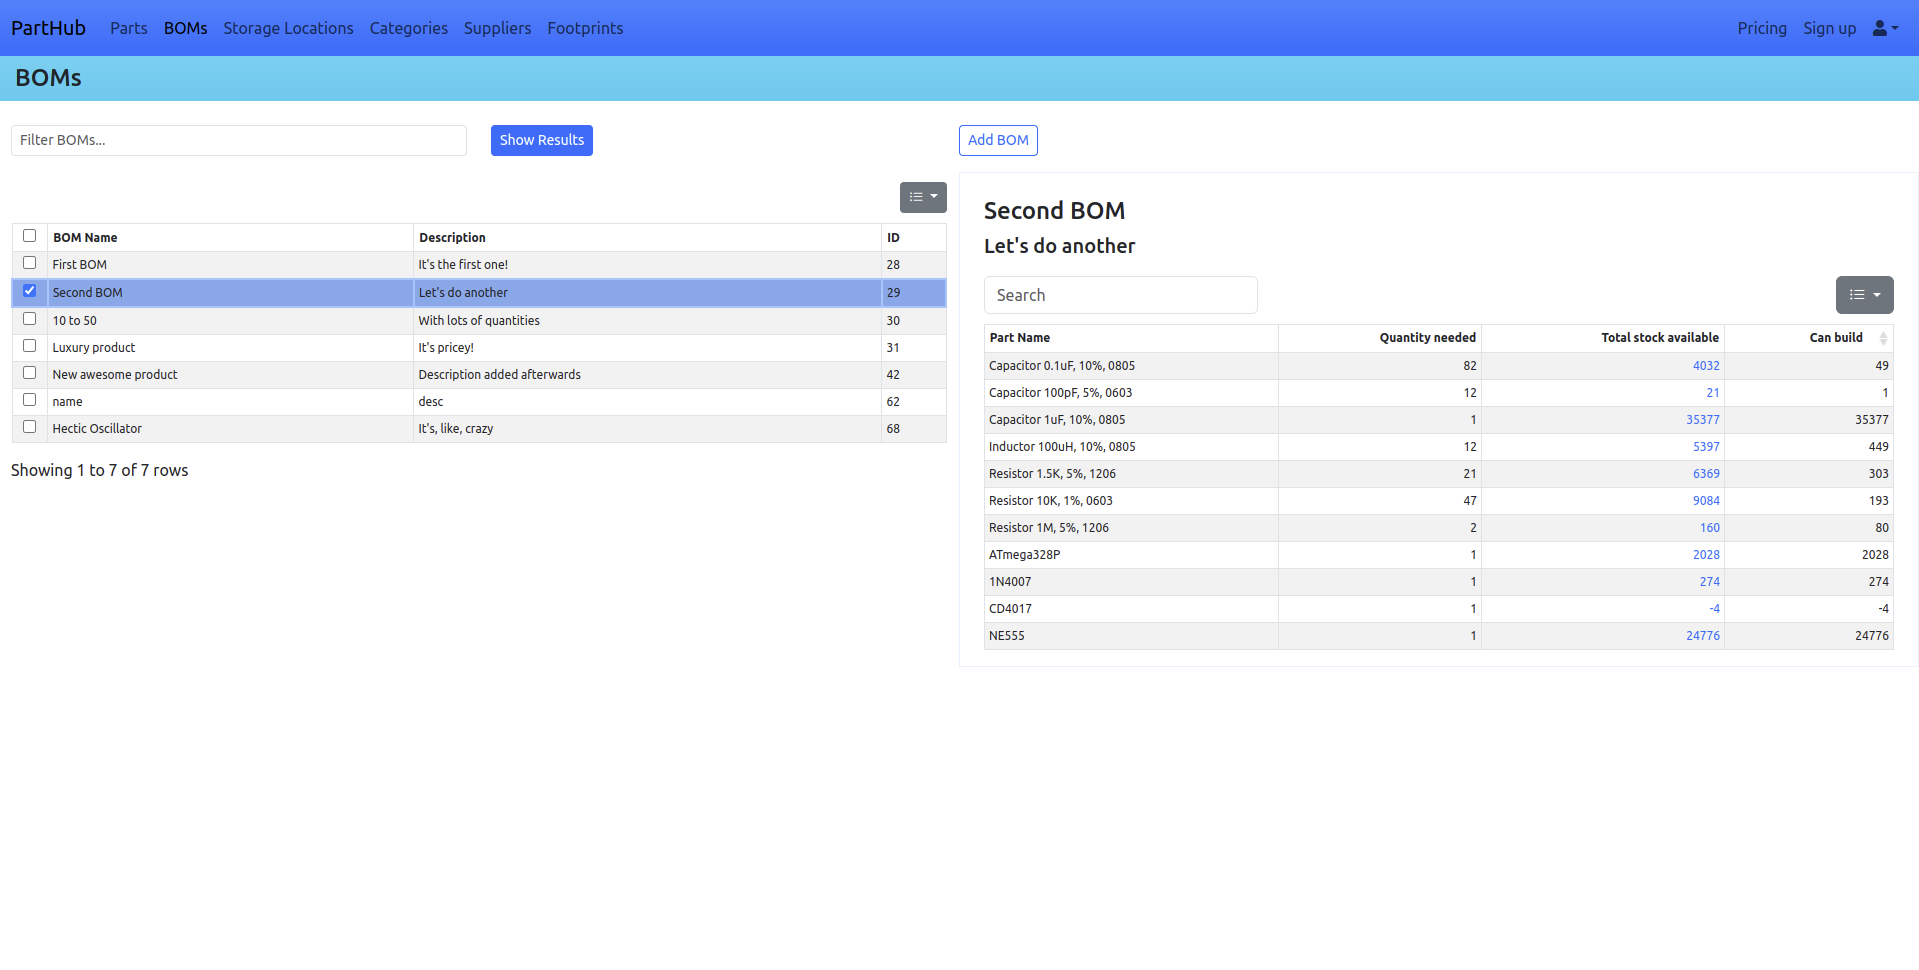 PartHub Parts BOMs Storage Locations Categories Suppliers Footprints Pricing Sign up
BOMs
Filter BOMs... Show Results
BOM Name Description ID
First BOM It's the first one! 28
Second BOM Let's do another 29
10 to 50 With lots of quantities 30
Luxury product It's pricey! 31
New awesome product Description added afterwards 42
name desc 62
Hectic Oscillator It's, like, crazy 68
Showing 1 to 7 of 7 rows
Add BOM
Second BOM
Let's do another
Search
Part Name Quantity needed Total stock available Can build
Capacitor 0.1uF, 10%, 0805 82 4032 49
Capacitor 100pF, 5%, 0603 12 21 1
Capacitor 1uF, 10%, 0805 1 35377 35377
Inductor 100uH, 10%, 0805 12 5397 449
Resistor 1.5K, 5%, 1206 21 6369 303
Resistor 10K, 1%, 0603 47 9084 193
Resistor 1M, 5%, 1206 2 160 80
ATmega328P 1 2028 2028
1N4007 1 274 274
CD4017 1 -4 -4
NE555 1 24776 24776